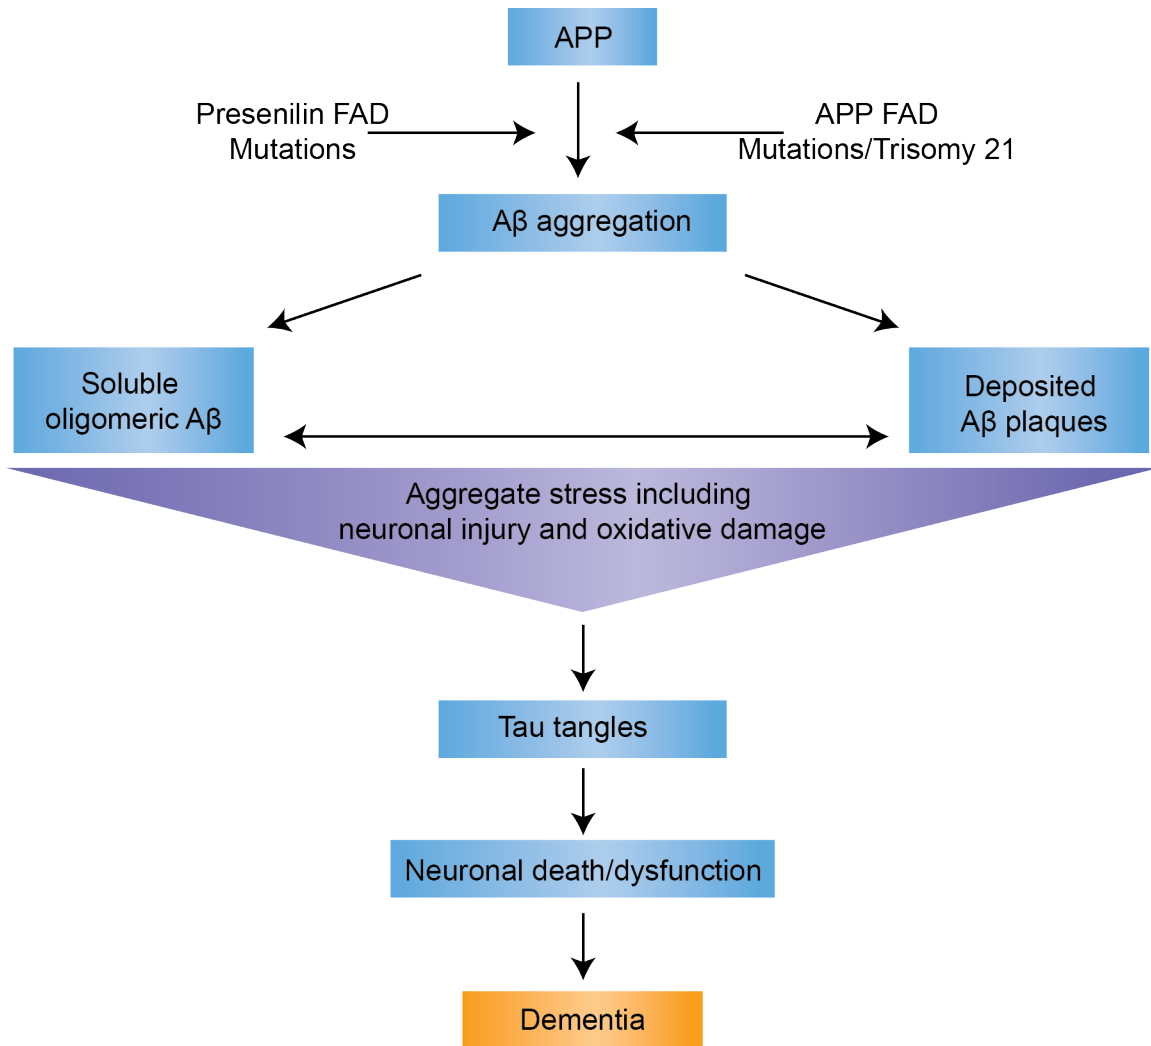 APP
Presenilin FAD
Mutations
APP FAD
Mutations/Trisomy 21
Aβ aggregation
Soluble
oligomeric Aβ
Deposited
Aβ plaques
Aggregate stress including
neuronal injury and oxidative damage
Tau tangles
Neuronal death/dysfunction
Dementia